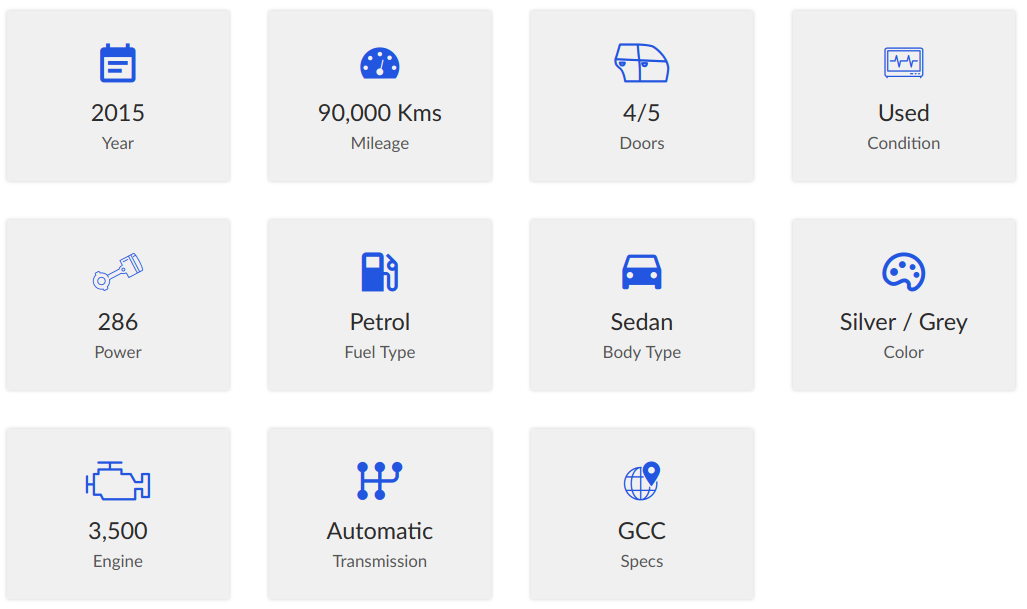 2015
Year
90,000 Kms
Mileage
4/5
Doors
Used
Condition
286
Power
Petrol
Fuel Type
Sedan
Body Type
Silver / Grey
Color
3,500
Engine
Automatic
Transmission
GCC
Specs